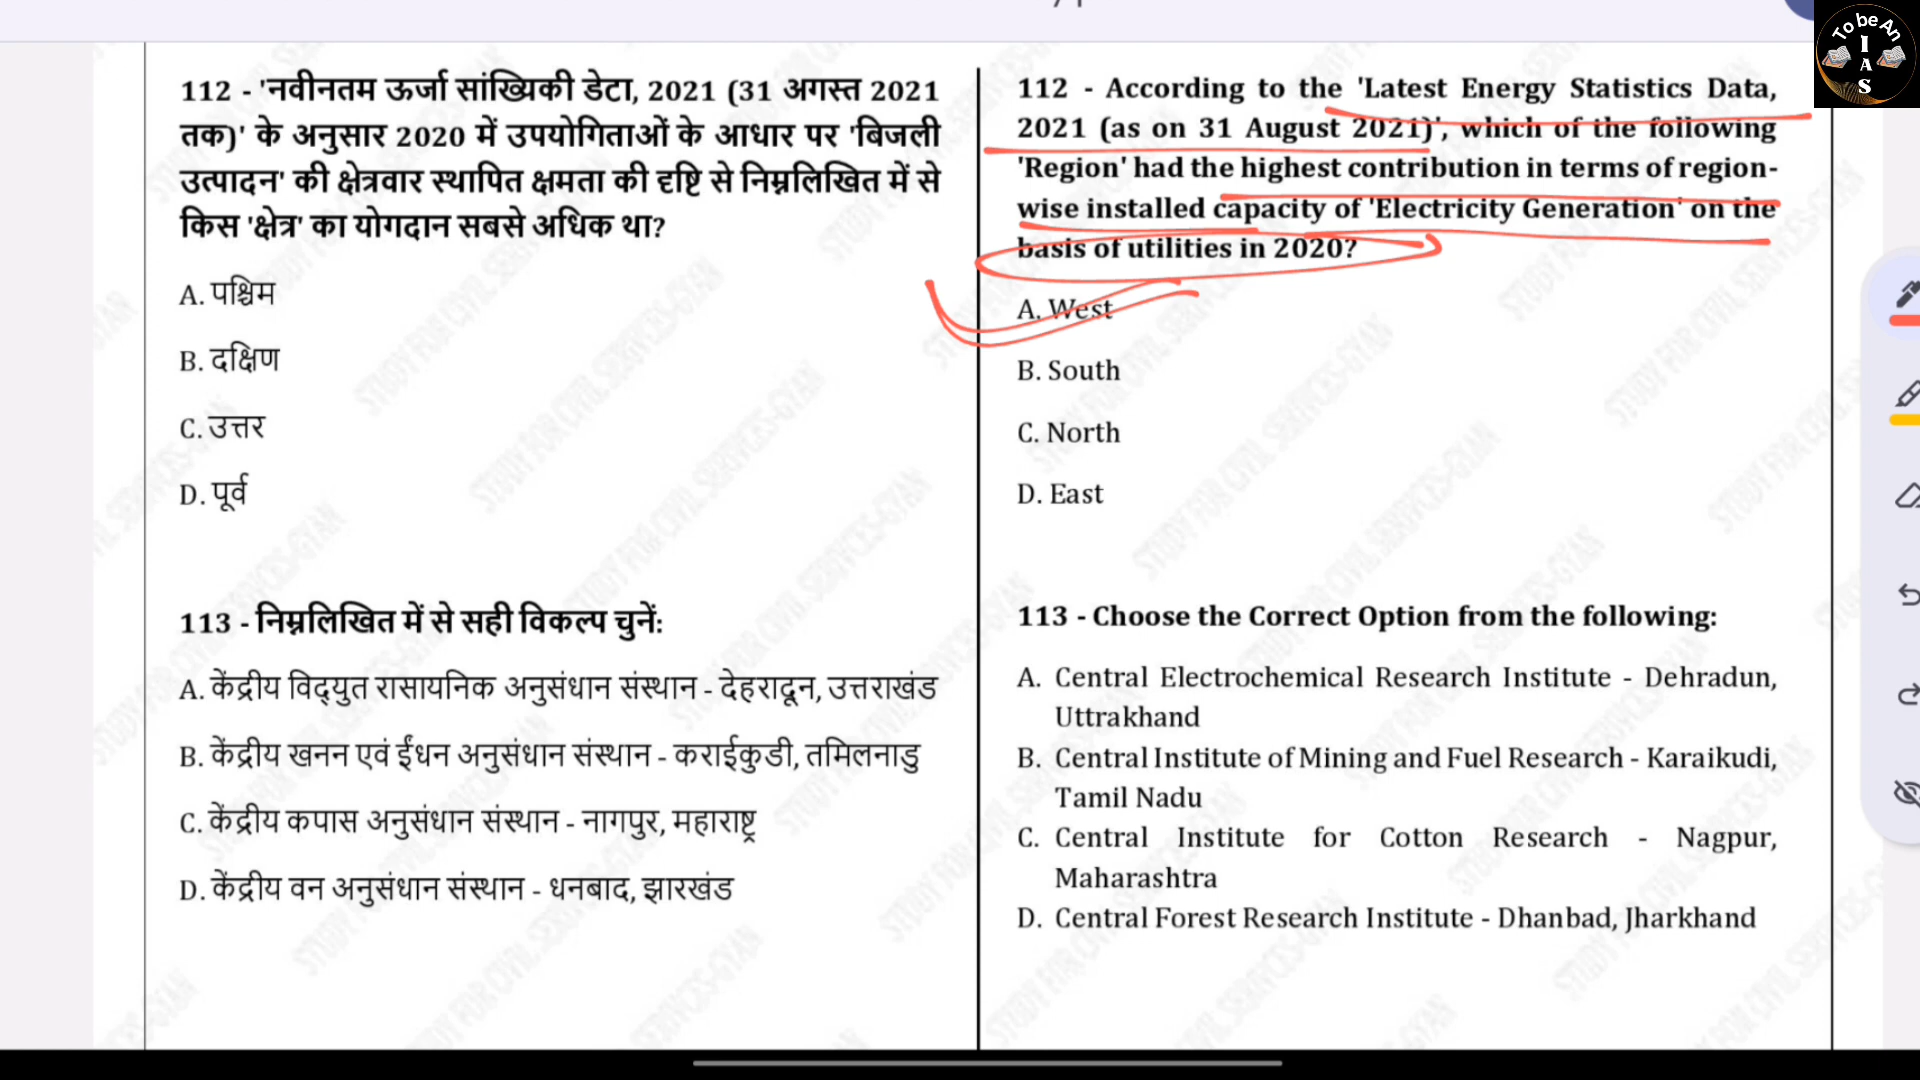 To be An
I
A
S
112 - 'नवीनतम ऊर्जा सांख्यिकी डेटा, 2021 (31 अगस्त 2021
तक)' के अनुसार 2020 में उपयोगिताओं के आधार पर 'बिजली
उत्पादन' की क्षेत्रवार स्थापित क्षमता की दृष्टि से निम्नलिखित में से
किस 'क्षेत्र' का योगदान सबसे अधिक था?
A. पश्चिम
B. दक्षिण
C. उत्तर
D. पूर्व
113 - निम्नलिखित में से सही विकल्प चुनें:
A. केंद्रीय विद्युत रासायनिक अनुसंधान संस्थान - देहरादून, उत्तराखंड
B. केंद्रीय खनन एवं ईंधन अनुसंधान संस्थान - कराईकुडी, तमिलनाडु
C. केंद्रीय कपास अनुसंधान संस्थान - नागपुर, महाराष्ट्र
D. केंद्रीय वन अनुसंधान संस्थान - धनबाद, झारखंड
112 - According to the 'Latest Energy Statistics Data,
2021 (as on 31 August 2021)', which of the following
'Region' had the highest contribution in terms of region-
wise installed capacity of 'Electricity Generation' on the
basis of utilities in 2020?
A. West
B. South
C. North
D. East
113 - Choose the Correct Option from the following:
A. Central Electrochemical Research Institute - Dehradun,
Uttrakhand
B. Central Institute of Mining and Fuel Research - Karaikudi,
Tamil Nadu
C. Central Institute for Cotton Research - Nagpur,
Maharashtra
D. Central Forest Research Institute - Dhanbad, Jharkhand
STUDY FOR CIVIL SERVICES-GYAN